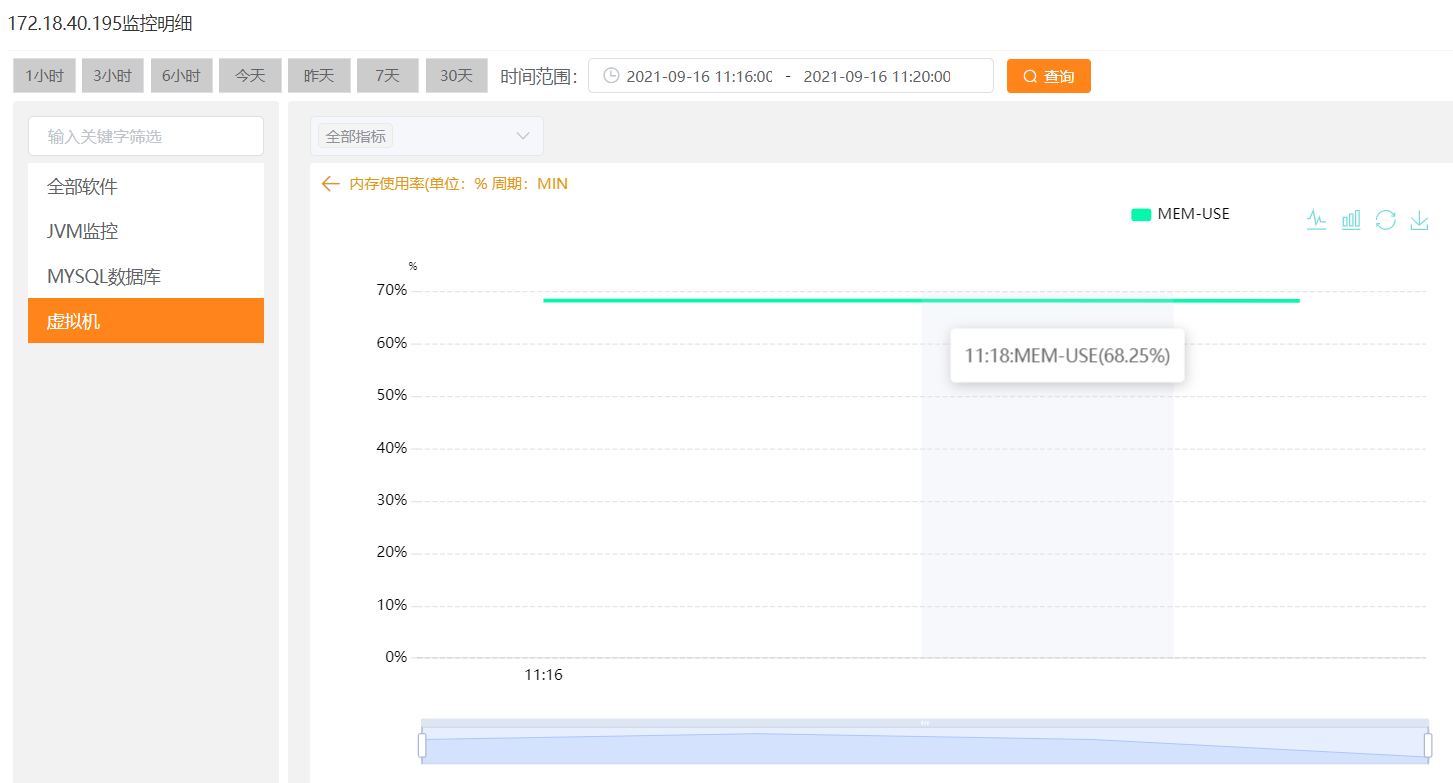 172.18.40.195监控明细
1小时 3小时 6小时 今天 昨天 7天 30天 时间范围： 2021-09-16 11:16:00 - 2021-09-16 11:20:00 查询
输入关键字筛选
全部软件
JVM监控
MYSQL数据库
虚拟机
全部指标
内存使用率(单位：% 周期：MIN
MEM-USE
%
70%
60%
11:18:MEM-USE(68.25%)
50%
40%
30%
20%
10%
0%
11:16